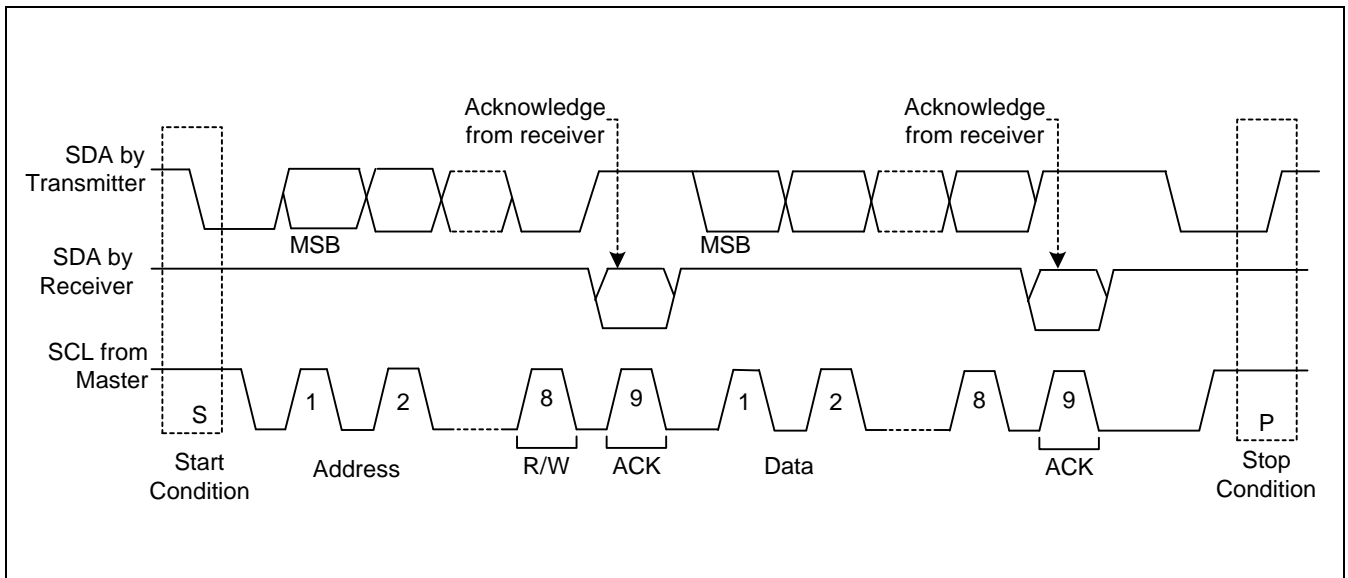 Acknowledge
from receiver
Acknowledge
from receiver
SDA by
Transmitter
MSB
MSB
SDA by
Receiver
SCL from
Master
S
1
2
8
9
1
2
8
9
P
Start
Condition
Address
R/W
ACK
Data
ACK
Stop
Condition